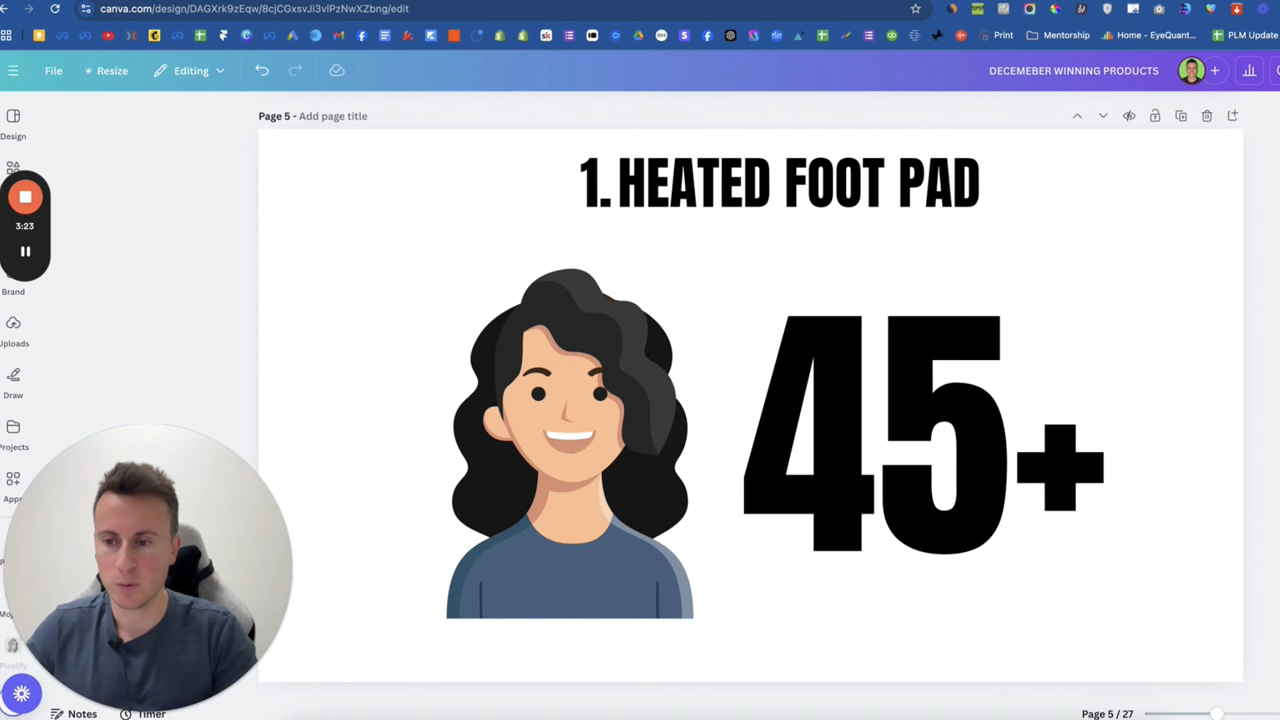 canva.com/design/DAGXrk9zEqw/8cjCGxsvJi3vlPzNwXZbng/edit
Print
Mentorship
Home - EyeQuant...
PLM Update
File
Resize
Editing
DECEMEBER WINNING PRODUCTS
Page 5 - Add page title
Design
3:23
Brand
Uploads
Draw
Projects
Apps
1. HEATED FOOT PAD
45+
Pixelify
Notes
Timer
Page 5 / 27